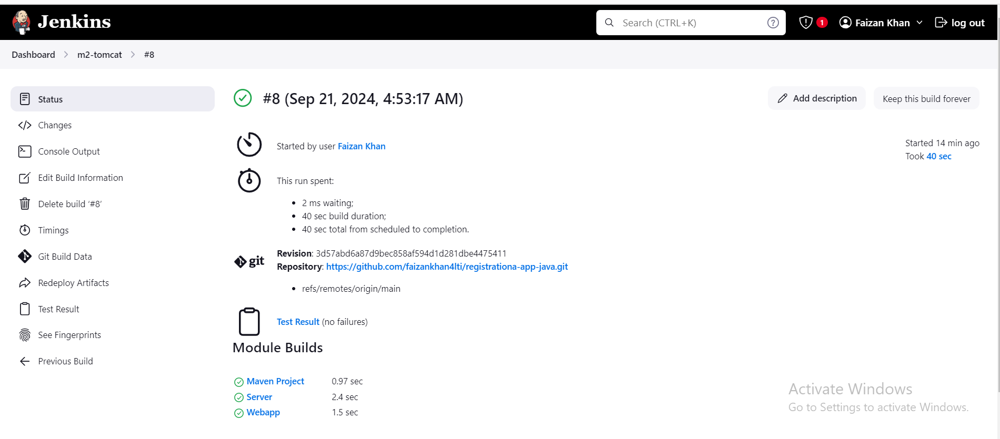 Jenkins
Search (CTRL+K)
1
Faizan Khan
log out
Dashboard
m2-tomcat
#8
Status
Changes
Console Output
Edit Build Information
Delete build ‘#8’
Timings
Git Build Data
Redeploy Artifacts
Test Result
See Fingerprints
Previous Build
#8 (Sep 21, 2024, 4:53:17 AM)
Add description
Keep this build forever
Started by user Faizan Khan
Started 14 min ago
Took 40 sec
This run spent:
2 ms waiting;
40 sec build duration;
40 sec total from scheduled to completion.
git
Revision: 3d57abd6a87d9bec858af594d1d281dbe4475411
Repository: https://github.com/faizankhan4lti/registrationa-app-java.git
refs/remotes/origin/main
Test Result (no failures)
Module Builds
Maven Project 0.97 sec
Server 2.4 sec
Webapp 1.5 sec
Activate Windows
Go to Settings to activate Windows.